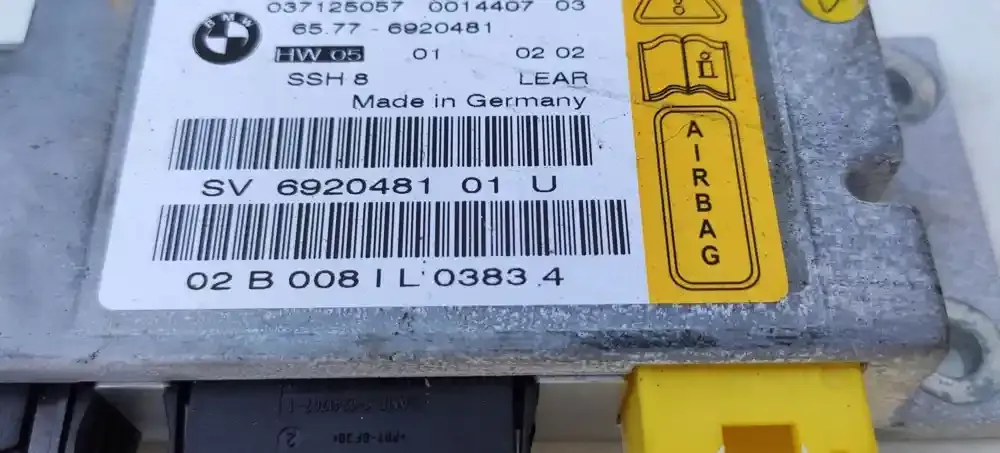 037125057 0014407 03
BMW
65.77 - 6920481
HW 05 01 02 02
SSH 8 LEAR
Made in Germany
SV 6920481 01 U
02 B 008 I L 0383 4
AIRBAG
2